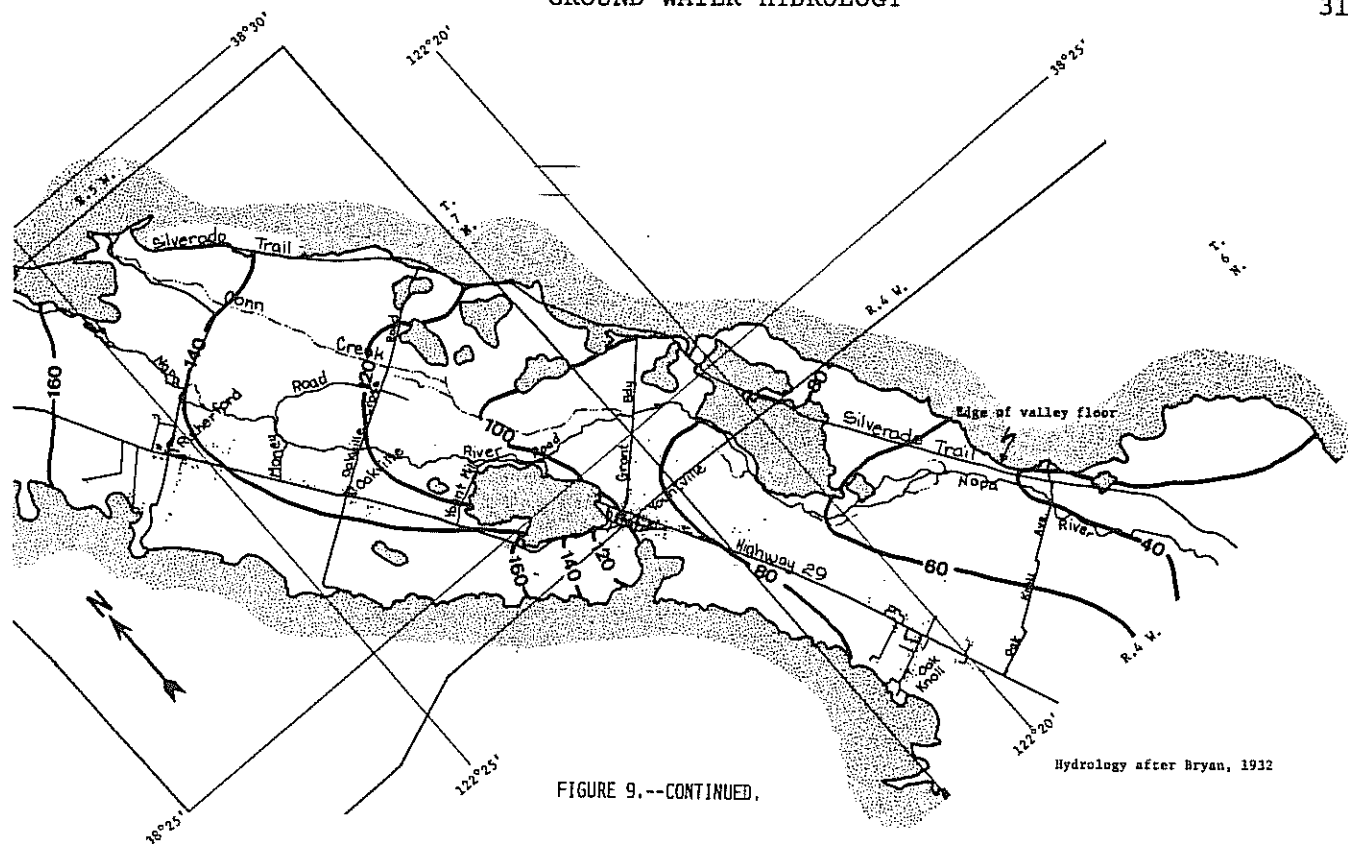 GROUND WATER HYDROLOGY
31
38°30'
122°20'
38°25'
R.5 W.
T.
7
N.
T.
6
N.
R.4 W.
Silverado Trail
Conn
Creek
Road
Napa
Rutherford
Road
Oakville
Oakville
River
Road
Yount Mill
Grant Bdy
Yountville
Edge of valley floor
Silverado
Trail
Napa
River
Highway 29
Oak Knoll Ave
Oak
Knoll
160
140
120
100
80
80
60
40
160
140
120
R.4 W.
N
122°25'
122°20'
38°25'
Hydrology after Bryan, 1932
FIGURE 9.--CONTINUED.